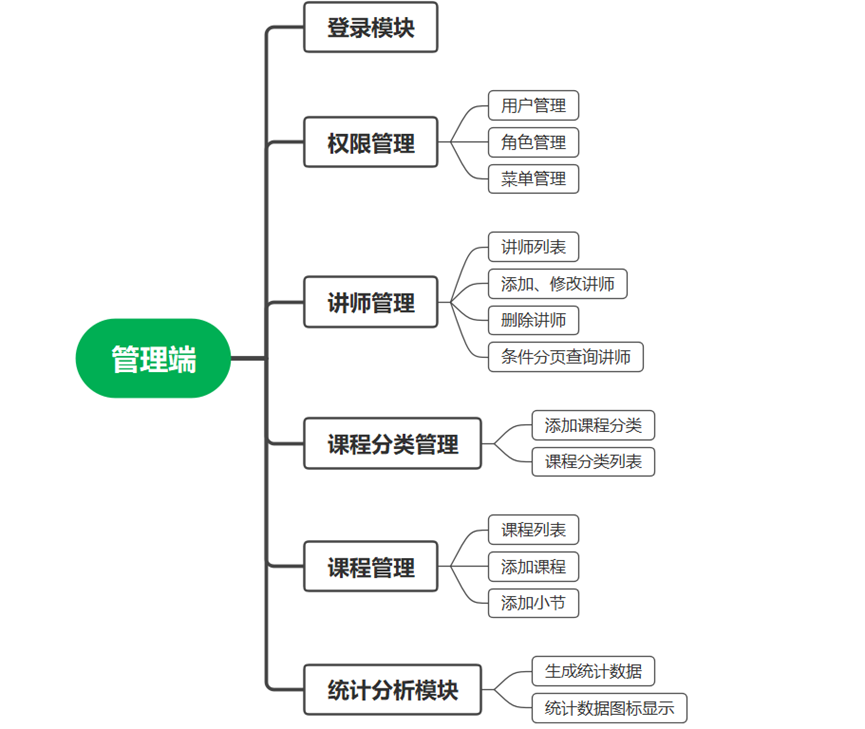 管理端
登录模块
权限管理
用户管理
角色管理
菜单管理
讲师管理
讲师列表
添加、修改讲师
删除讲师
条件分页查询讲师
课程分类管理
添加课程分类
课程分类列表
课程管理
课程列表
添加课程
添加小节
统计分析模块
生成统计数据
统计数据图标显示